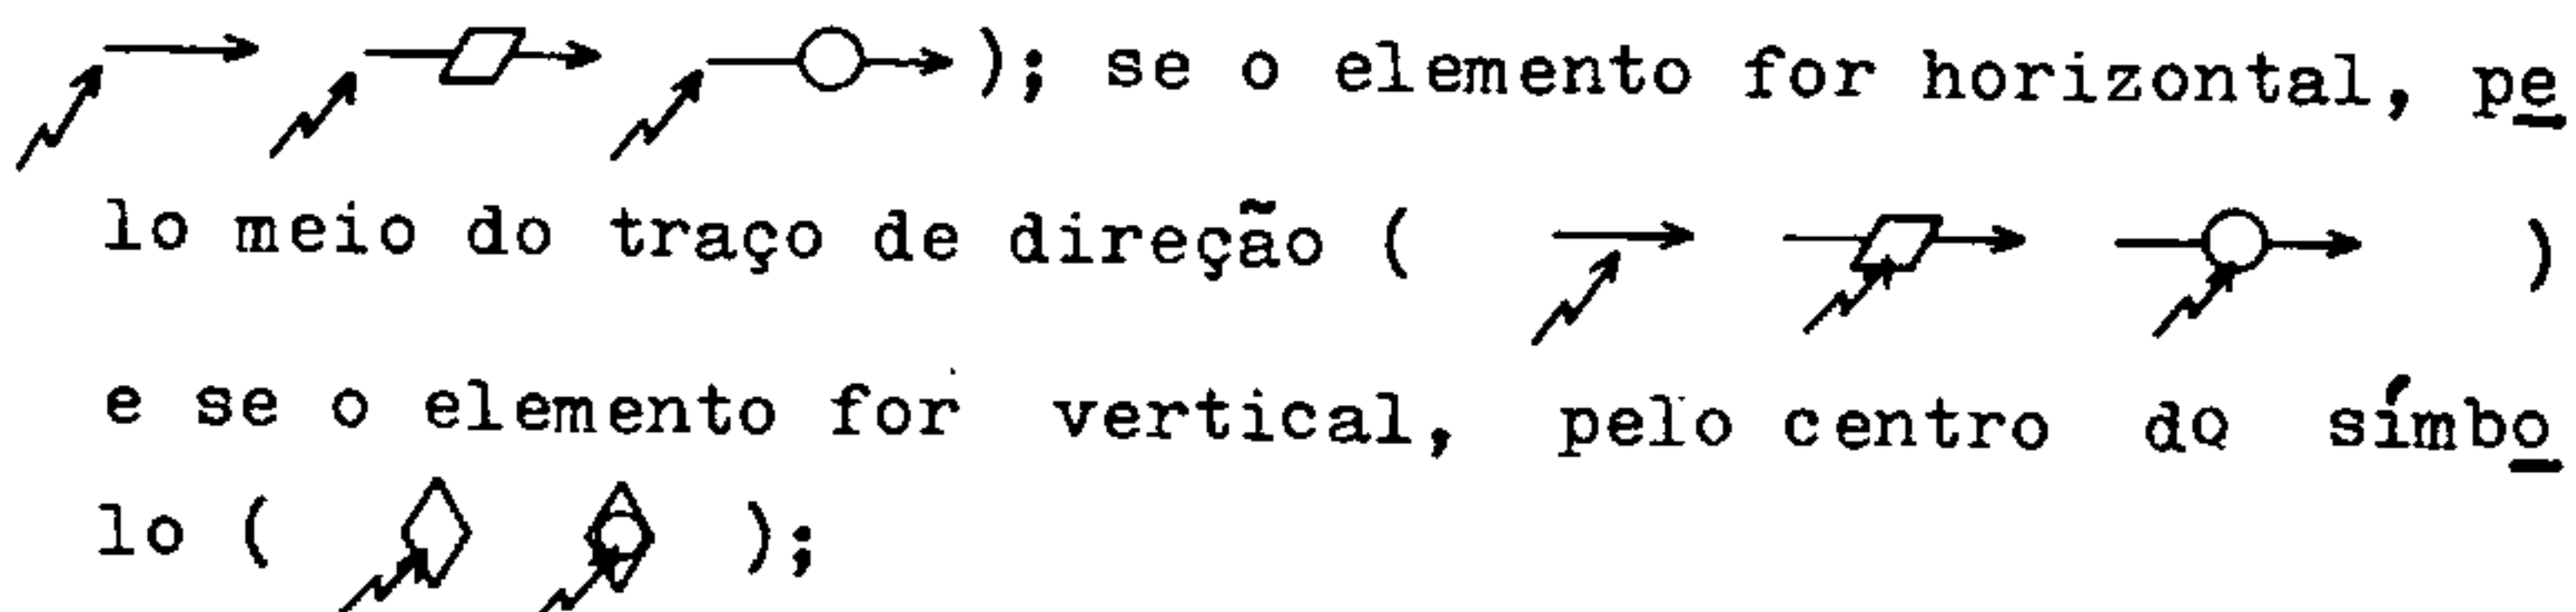 ); se o elemento for horizontal, pe
lo meio do traço de direção ( )
e se o elemento for vertical, pelo centro do símbo
lo ( );